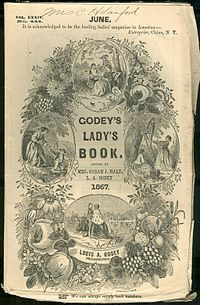 Mrs C H Sanford
VOL. LXXIV.
No. 444.
JUNE.
It is acknowledged to be the leading ladies' magazine in America.—
Enterprise, China, N Y.
GODEY'S
LADY'S
BOOK.
EDITED BY
MRS. SARAH J. HALE,
L. A. GODEY
1867.
LOUIS A. GODEY
PHILADELPHIA
We can always supply back numbers.